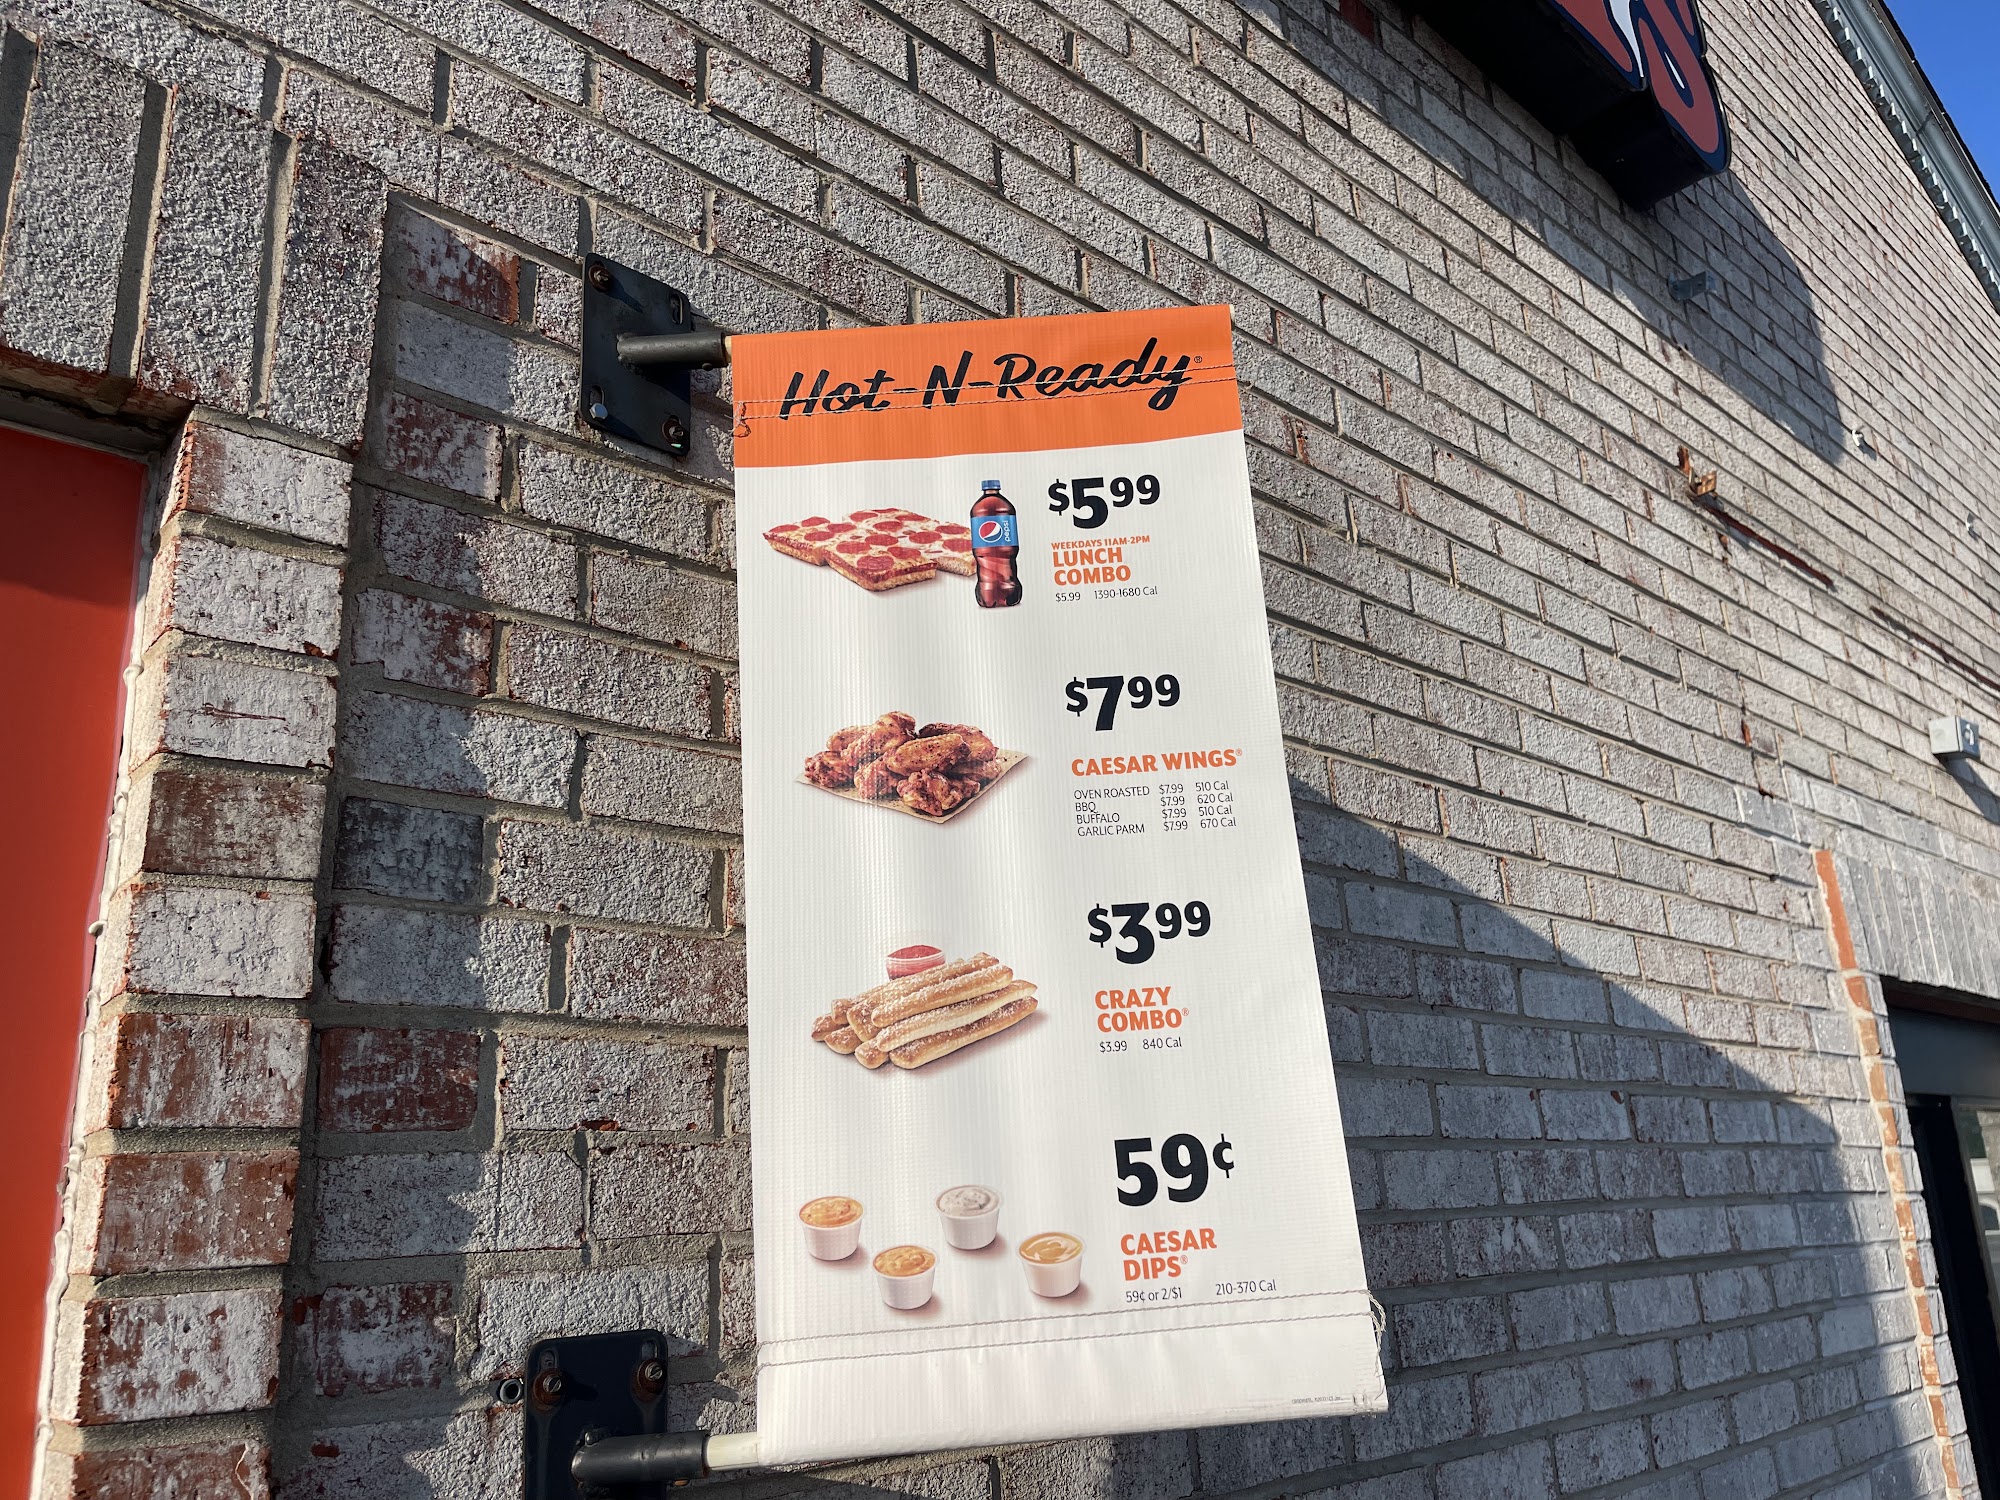 Hot-N-Ready®
$5.99
WEEKDAYS 11AM-2PM
LUNCH
COMBO
$5.99 1390-1680 Cal
pepsi
$7.99
CAESAR WINGS®
OVEN ROASTED $7.99 510 Cal
BBQ $7.99 620 Cal
BUFFALO $7.99 510 Cal
GARLIC PARM $7.99 670 Cal
$3.99
CRAZY
COMBO®
$3.99 840 Cal
59¢
CAESAR
DIPS®
59¢ or 2/$1 210-370 Cal